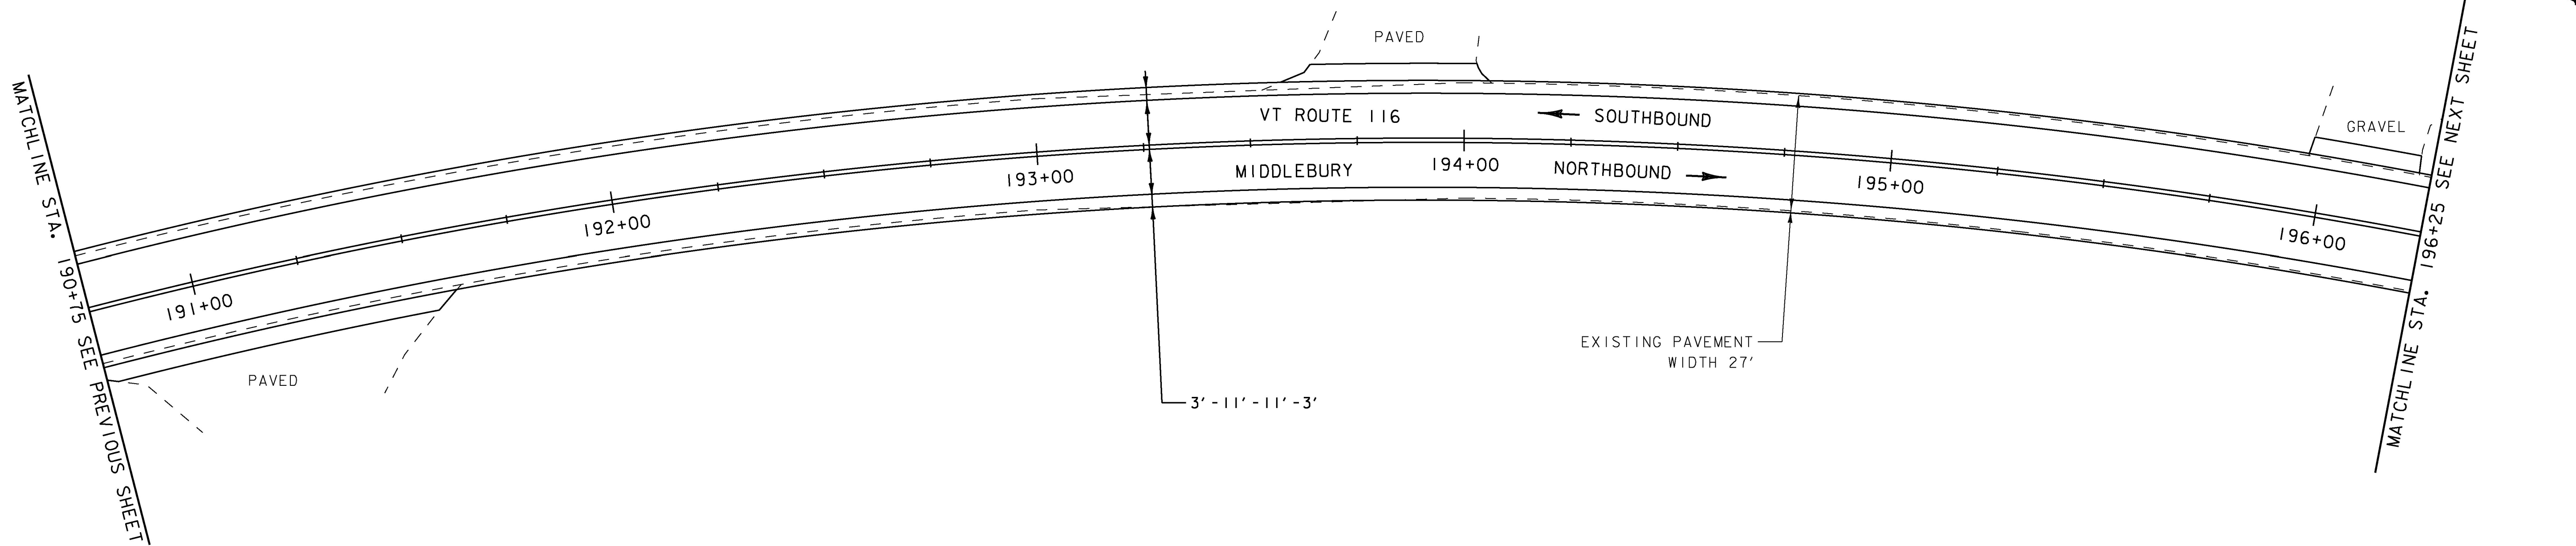 MATCHLINE STA. 190+75 SEE PREVIOUS SHEET
PAVED
VT ROUTE 116
SOUTHBOUND
MIDDLEBURY
NORTHBOUND
191+00
192+00
193+00
194+00
195+00
196+00
PAVED
GRAVEL
EXISTING PAVEMENT
WIDTH 27'
3'-11'-11'-3'
MATCHLINE STA. 196+25 SEE NEXT SHEET